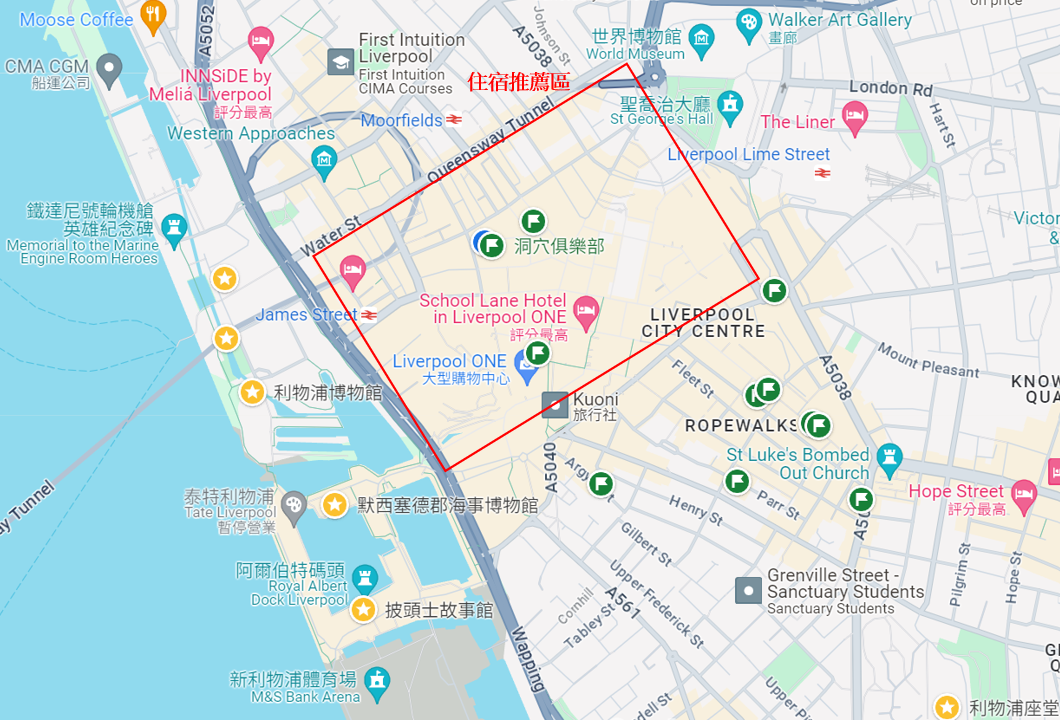 on price
Moose Coffee
A5052
Johnson St
A5038
Walker Art Gallery
畫廊
世界博物館
World Museum
First Intuition
Liverpool
First Intuition
CIMA Courses
CMA CGM
船運公司
INNSiDE by
Meliá Liverpool
評分最高
住宿推薦區
London Rd
Hart St
聖喬治大廳
St George's Hall
The Liner
Moorfields
Queensway Tunnel
Western Approaches
Liverpool Lime Street
鐵達尼號輪機艙
英雄紀念碑
Memorial to the Marine
Engine Room Heroes
Water St
洞穴俱樂部
Victor
&
School Lane Hotel
in Liverpool ONE
評分最高
James Street
LIVERPOOL
CITY CENTRE
Liverpool ONE
大型購物中心
利物浦博物館
Mount Pleasant
A5038
Fleet St
KNOW
QUA
Kuoni
旅行社
ROPEWALKS
St Luke's Bombed
Out Church
A5040
Argy
泰特利物浦
Tate Liverpool
暫停營業
默西塞德郡海事博物館
Henry St
Parr St
Hope Street
評分最高
y Tunnel
Gilbert St
Upper Frederick St
A50
阿爾伯特碼頭
Royal Albert
Dock Liverpool
披頭士故事館
Cornhill
Tabley St
A561
Grenville Street -
Sanctuary Students
Sanctuary Students
Pilgrim St
Hope St
Wapping
新利物浦體育場
M&S Bank Arena
dell St
Upper Pi
G
Q
利物浦座堂